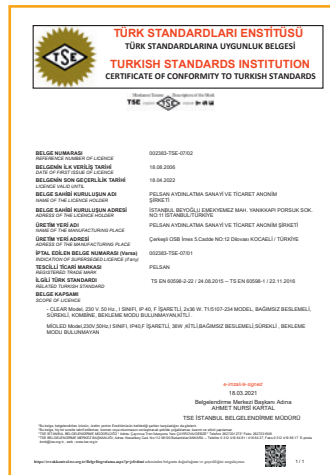 TÜRK STANDARDLARI ENSTİTÜSÜ
TÜRK STANDARDLARINA UYGUNLUK BELGESİ
TURKISH STANDARDS INSTITUTION
CERTIFICATE OF CONFORMITY TO TURKISH STANDARDS
TSE
TSE
BELGE NUMARASI
REFERENCE NUMBER OF LICENCE
002383-TSE-07/02
BELGENİN İLK VERİLİŞ TARİHİ
DATE OF FIRST ISSUE OF LICENCE
18.08.2006
BELGENİN SON GEÇERLİLİK TARİHİ
LICENCE VALID UNTIL
18.04.2022
BELGE SAHİBİ KURULUŞUN ADI
NAME OF THE LICENCE HOLDER
PELSAN AYDINLATMA SANAYİ VE TİCARET ANONİM
ŞİRKETİ
BELGE SAHİBİ KURULUŞUN ADRESİ
ADRESS OF THE LICENCE HOLDER
İSTANBUL BEYOĞLU EMEKYEMEZ MAH. YANIKKAPI PORSUK SOK.
NO:11 İSTANBUL/TÜRKİYE
ÜRETİM YERİ ADI
NAME OF THE MANUFACTURING PLACE
PELSAN AYDINLATMA SANAYİ VE TİCARET ANONİM ŞİRKETİ
ÜRETİM YERİ ADRESİ
ADRESS OF THE MANUFACTURING PLACE
Çerkeşli OSB İmes 5.Cadde NO:12 Dilovası KOCAELİ / TÜRKİYE
İPTAL EDİLEN BELGE NUMARASI (Varsa)
INDICATION OF SUPERSEDED LICENCE (if any)
002383-TSE-07/01
TESCİLLİ TİCARİ MARKASI
REGISTERED TRADE MARK
PELSAN
İLGİLİ TÜRK STANDARDI
RELATED TURKISH STANDARD
TS EN 60598-2-22 / 24.08.2015 -- TS EN 60598-1 / 22.11.2016
BELGE KAPSAMI
SCOPE OF LICENCE
- CLEAR Model, 230 V, 50 Hz, I SINIFI, IP 40, F İŞARETLİ, 2x36 W, T1/5107-234 MODEL, BAĞIMSIZ BESLEMELİ,
SÜREKLİ, KOMBİNE, BEKLEME MODU BULUNMAYAN,KİTLİ .
MİOLED Model,230V,50Hz,I SINIFI, IP40,F İŞARETLİ, 36W ,KİTLİ,BAĞIMSIZ BESLEMELİ,SÜREKLİ , BEKLEME
MODU BULUNMAYAN
e-imzalı/e-signed
18.03.2021
Belgelendirme Merkezi Başkanı Adına
AHMET NURSİ KARTAL
TSE İSTANBUL BELGELENDİRME MÜDÜRLÜĞÜ
1 / 1